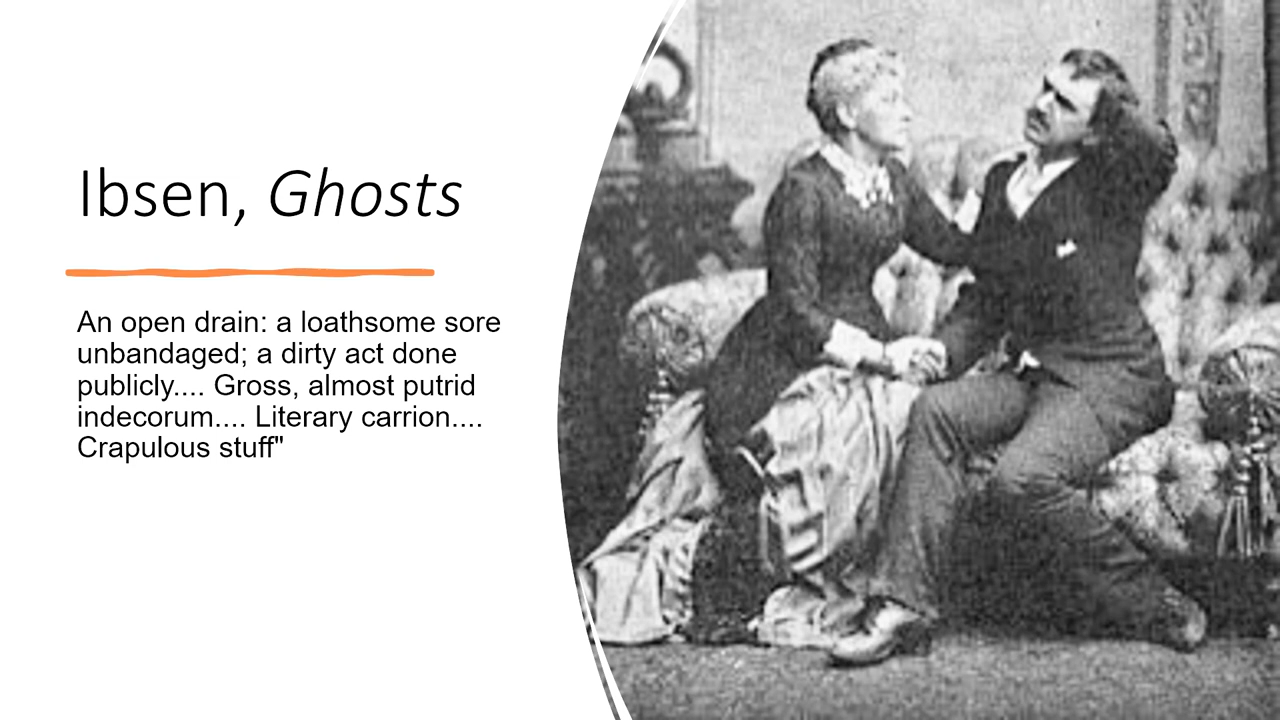 Ibsen, Ghosts
An open drain: a loathsome sore
unbandaged; a dirty act done
publicly.... Gross, almost putrid
indecorum.... Literary carrion....
Crapulous stuff"